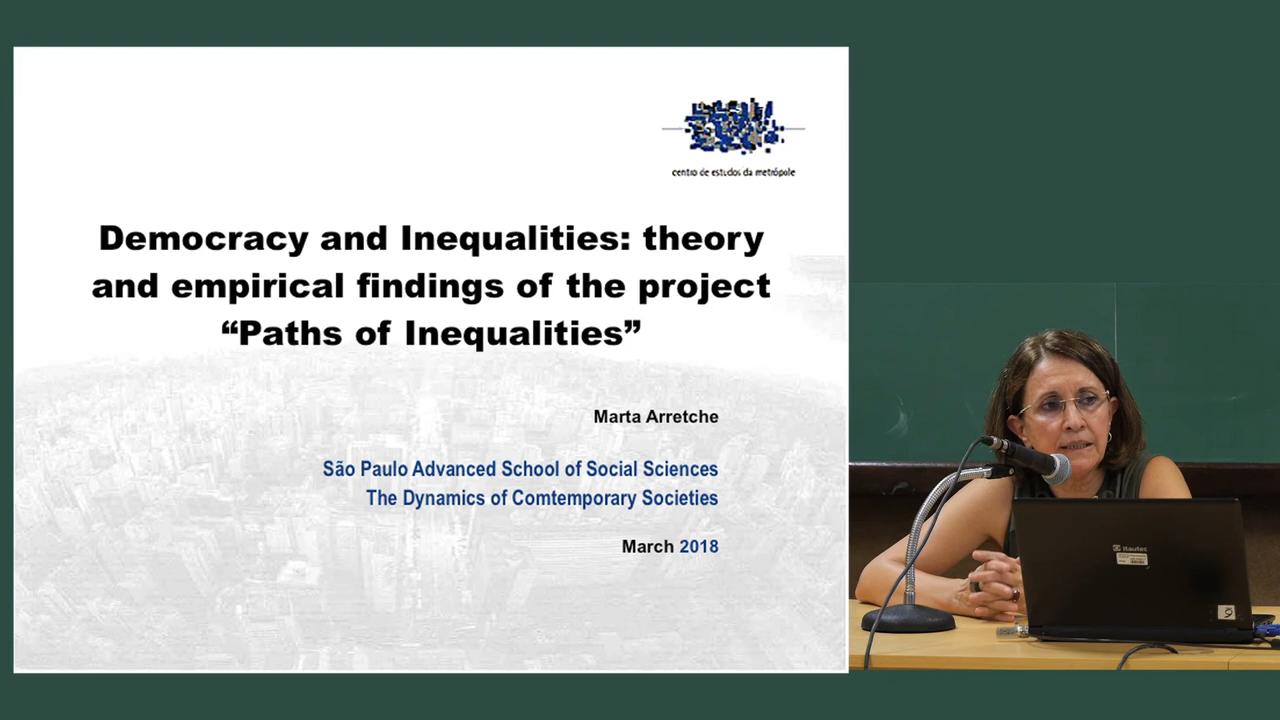 centro de estudos da metrópole
Democracy and Inequalities: theory
and empirical findings of the project
“Paths of Inequalities”
Marta Arretche
São Paulo Advanced School of Social Sciences
The Dynamics of Comtemporary Societies
March 2018
itautec